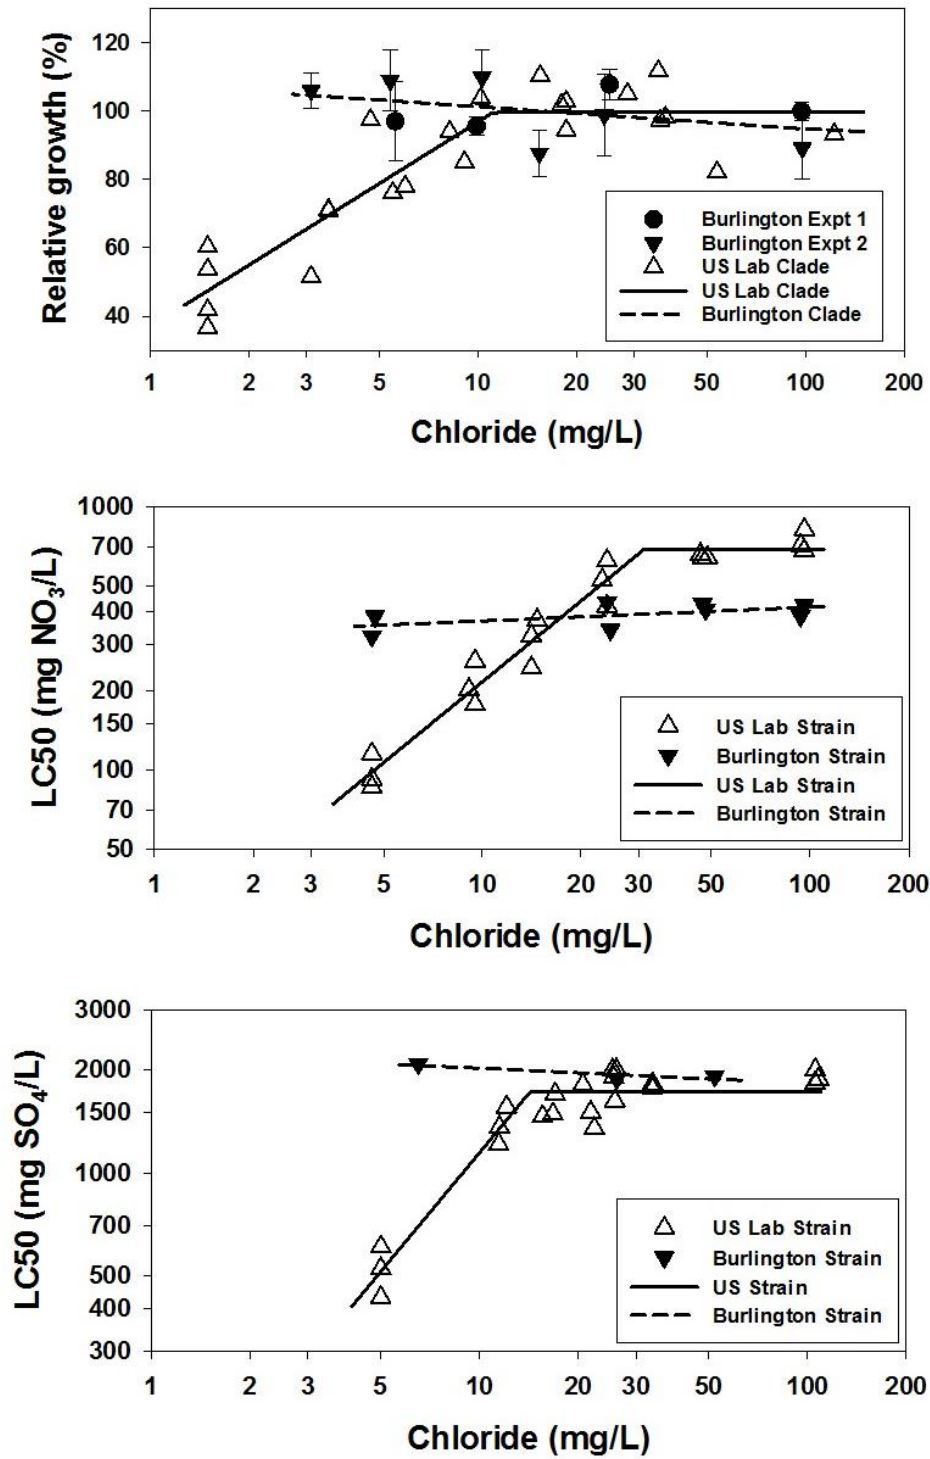 Relative growth (%)
120
100
80
60
40
Burlington Expt 1
Burlington Expt 2
US Lab Clade
US Lab Clade
Burlington Clade
1 2 3 5 10 20 30 50 100 200
Chloride (mg/L)
LC50 (mg NO₃/L)
1000
700
500
400
300
200
150
100
70
50
US Lab Strain
Burlington Strain
US Lab Strain
Burlington Strain
1 2 3 5 10 20 30 50 100 200
Chloride (mg/L)
LC50 (mg SO₄/L)
3000
2000
1500
1000
700
500
400
300
US Lab Strain
Burlington Strain
US Strain
Burlington Strain
1 2 3 5 10 20 30 50 100 200
Chloride (mg/L)